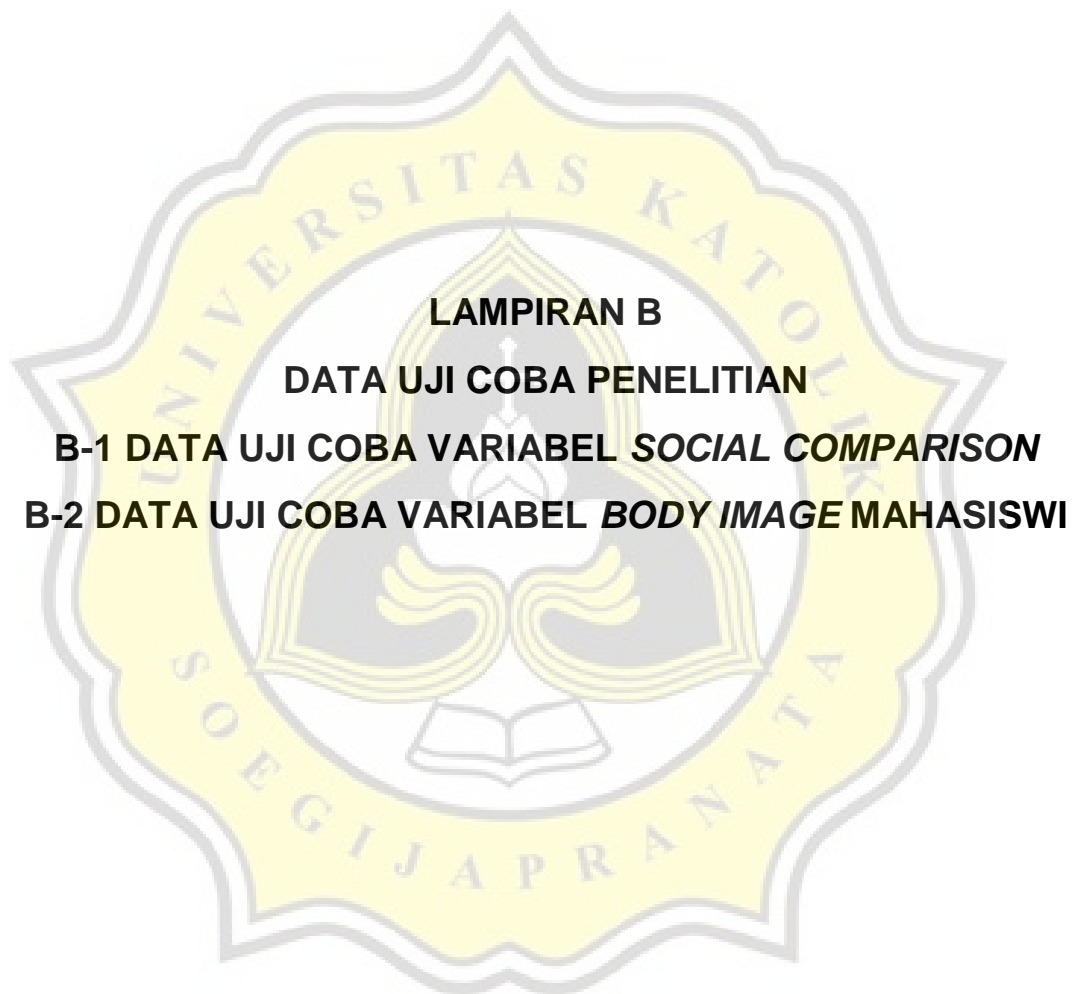 UNIVERSITAS KATOLIK
LAMPIRAN B
DATA UJI COBA PENELITIAN
B-1 DATA UJI COBA VARIABEL SOCIAL COMPARISON
B-2 DATA UJI COBA VARIABEL BODY IMAGE MAHASISWI
SOEGIJAPRANATA